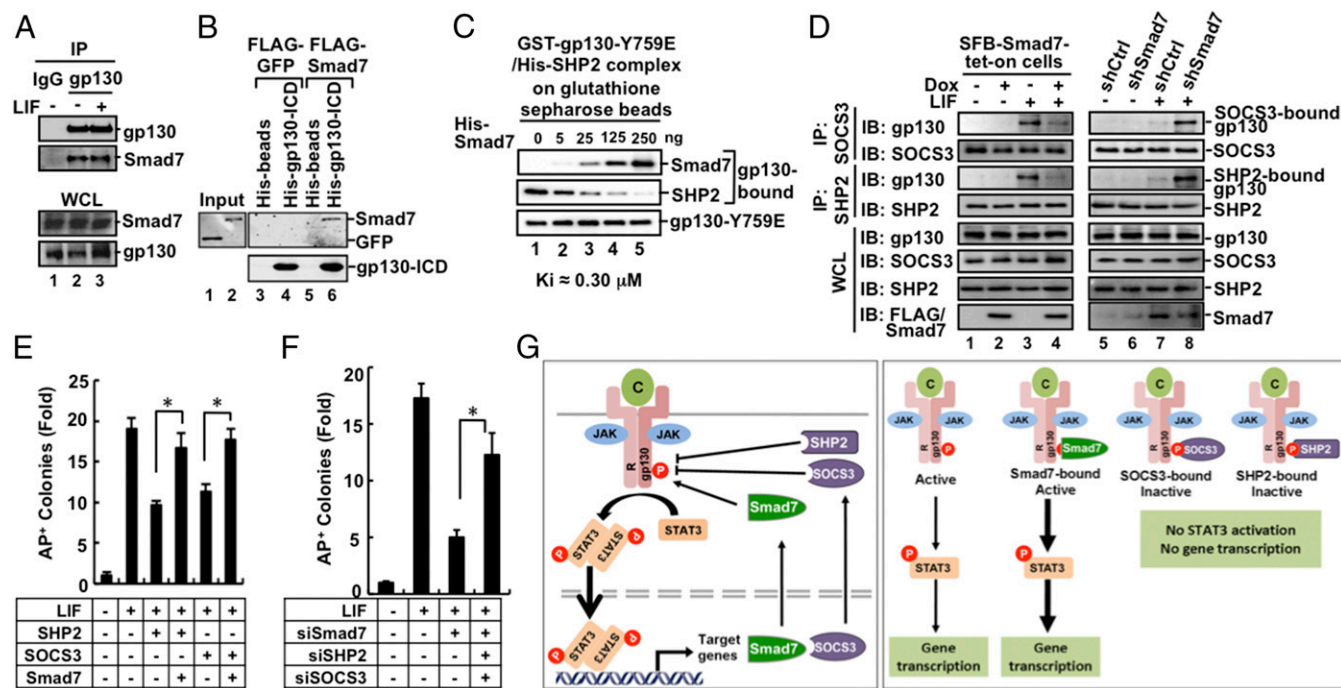 A
IP
IgG gp130
LIF - - +
gp130
Smad7
WCL
Smad7
gp130
1 2 3
B
FLAG- FLAG-
GFP Smad7
His-beads
His-gp130-ICD
His-beads
His-gp130-ICD
Input
Smad7
GFP
gp130-ICD
1 2 3 4 5 6
C
GST-gp130-Y759E
/His-SHP2 complex
on glutathione
sepharose beads
His-
Smad7
0 5 25 125 250 ng
Smad7
SHP2
gp130-
bound
gp130-Y759E
1 2 3 4 5
Ki ≈ 0.30 μM
D
SFB-Smad7-
tet-on cells
Dox - + - +
LIF - - + +
shCtrl
shSmad7
shCtrl
shSmad7
- - + +
IP:
SOCS3
IB: gp130
SOCS3-bound
gp130
IB: SOCS3
SOCS3
IP:
SHP2
IB: gp130
SHP2-bound
gp130
IB: SHP2
SHP2
WCL
IB: gp130
gp130
IB: SOCS3
SOCS3
IB: SHP2
SHP2
IB: FLAG/
Smad7
Smad7
1 2 3 4 5 6 7 8
E
AP+ Colonies (Fold)
25
20
15
10
5
0
* *
LIF - + + + + +
SHP2 - - + + - -
SOCS3 - - - - + +
Smad7 - - - + - +
F
AP+ Colonies (Fold)
20
15
10
5
0
*
LIF - + + +
siSmad7 - - + +
siSHP2 - - - +
siSOCS3 - - - +
G
C
JAK JAK
R
gp130
P
SHP2
SOCS3
Smad7
STAT3
P
STAT3
STAT3
P
P
STAT3
STAT3
P
Target
genes
Smad7
SOCS3
C
JAK JAK
R
gp130
P
Active
P
STAT3
Gene
transcription
C
JAK JAK
R
gp130
P
Smad7
Smad7-bound
Active
P
STAT3
Gene
transcription
C
JAK JAK
R
gp130
P
SOCS3
SOCS3-bound
Inactive
C
JAK JAK
R
gp130
P
SHP2
SHP2-bound
Inactive
No STAT3 activation
No gene transcription